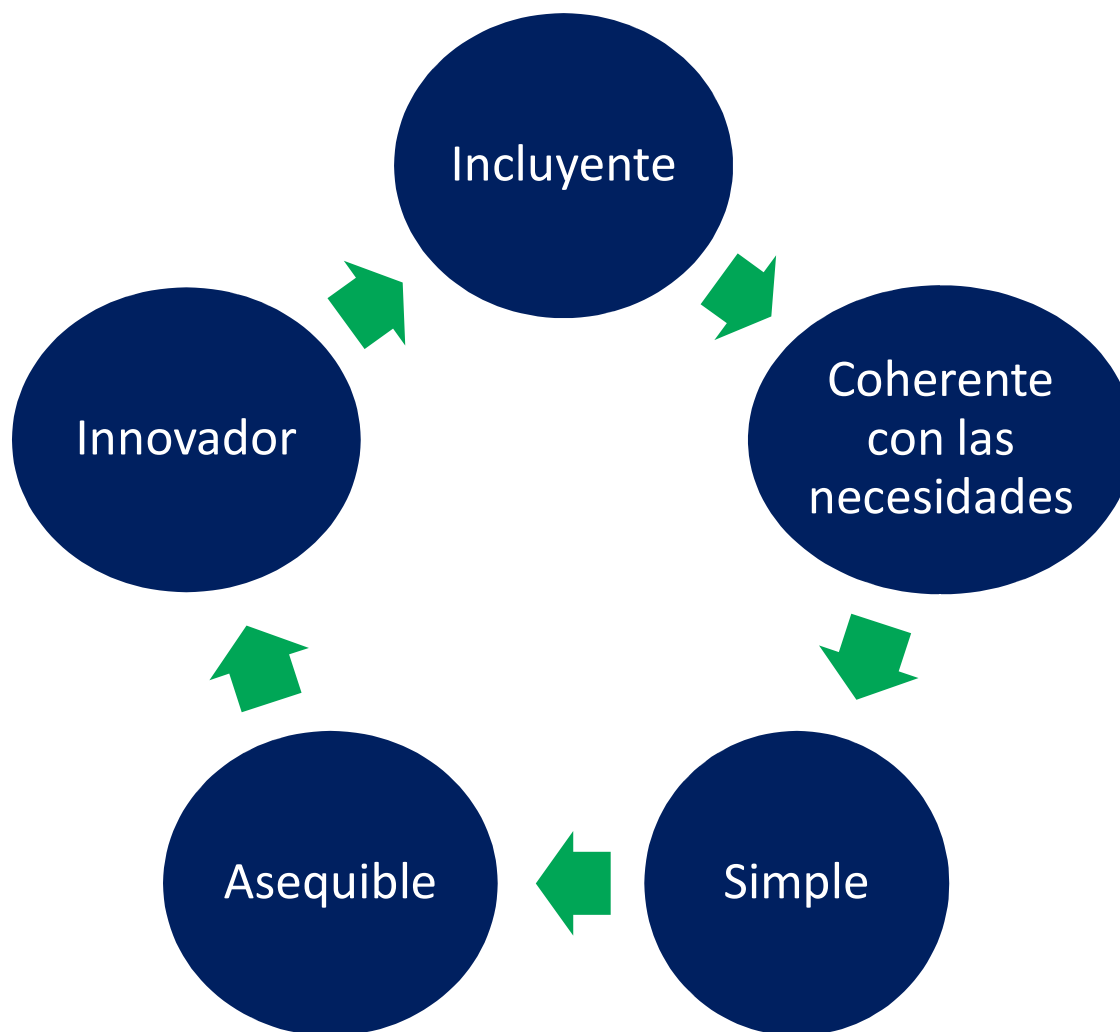 Incluyente
Coherente
con las
necesidades
Simple
Asequible
Innovador